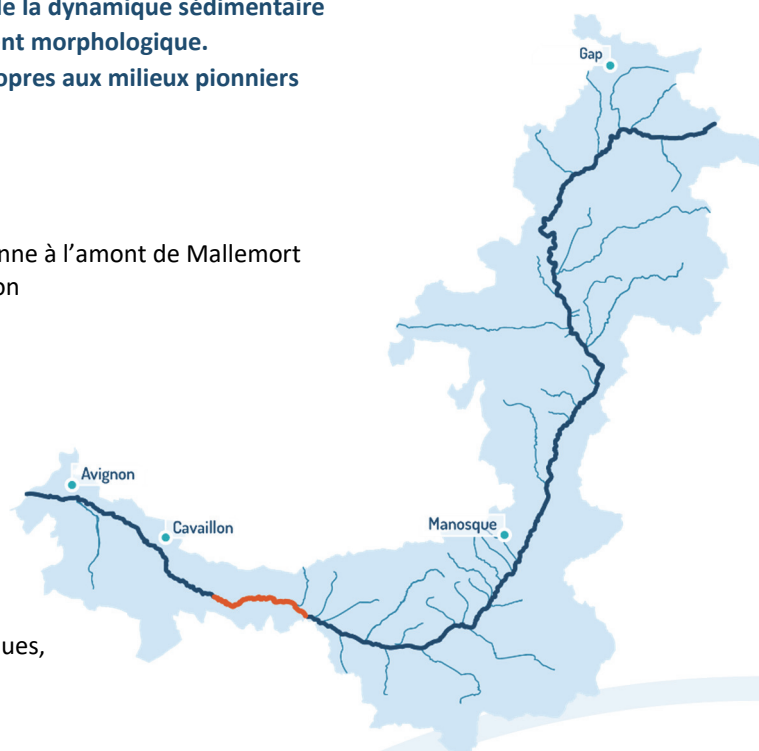 de la dynamique sédimentaire
nt morphologique.
opres aux milieux pionniers
nne à l’amont de Mallemort
on
ues,
Gap
Avignon
Cavaillon
Manosque